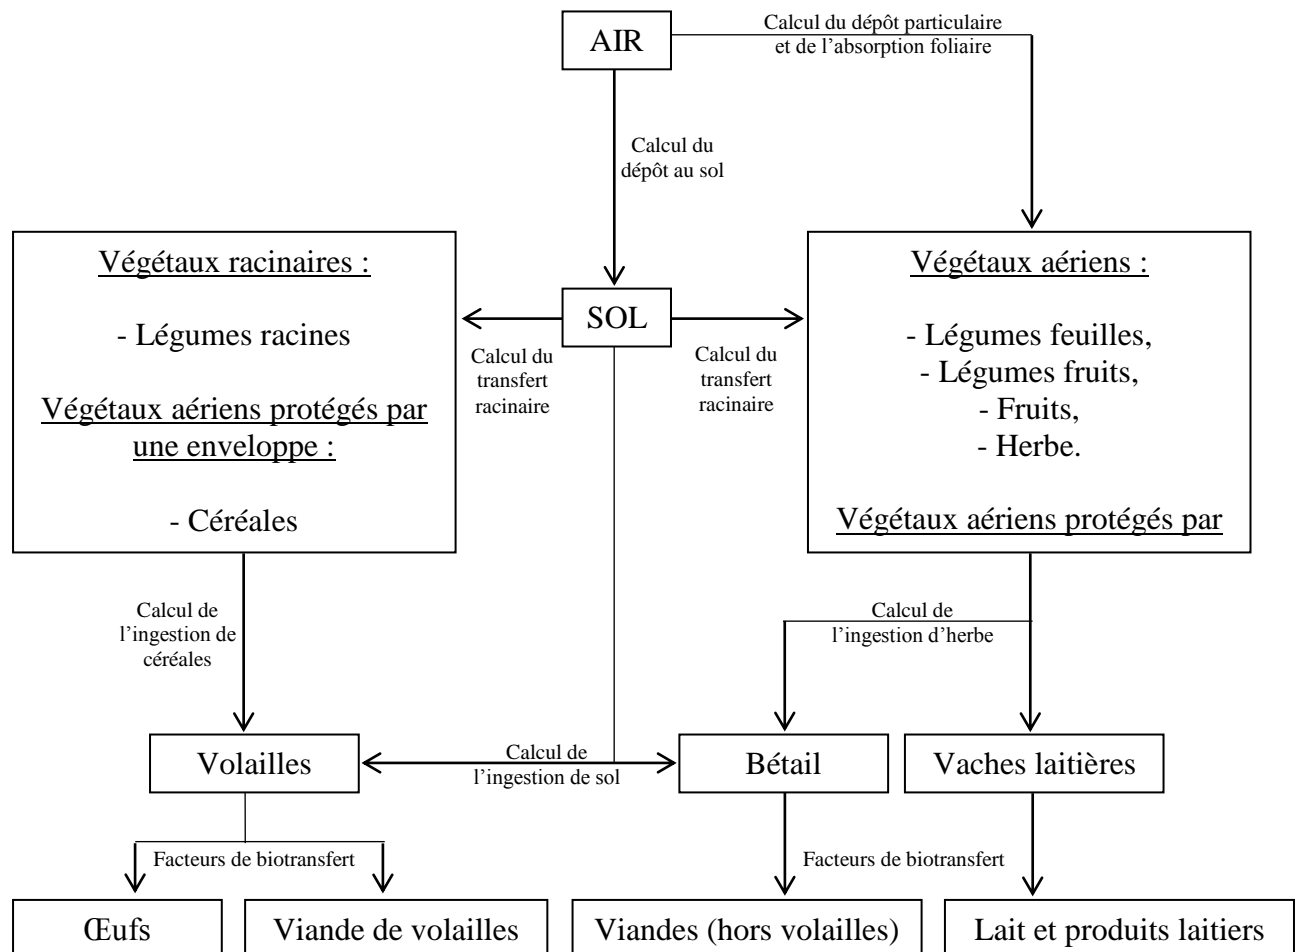 AIR
Calcul du dépôt particulaire
et de l'absorption foliaire
Calcul du
dépôt au sol
Végétaux racinaires :
- Légumes racines
Végétaux aériens protégés par
une enveloppe :
- Céréales
SOL
Calcul du
transfert
racinaire
Calcul du
transfert
racinaire
Végétaux aériens :
- Légumes feuilles,
- Légumes fruits,
- Fruits,
- Herbe.
Végétaux aériens protégés par
Calcul de
l'ingestion de
céréales
Calcul de
l'ingestion d'herbe
Volailles
Calcul de
l'ingestion de sol
Bétail
Vaches laitières
Facteurs de biotransfert
Facteurs de biotransfert
Œufs
Viande de volailles
Viandes (hors volailles)
Lait et produits laitiers